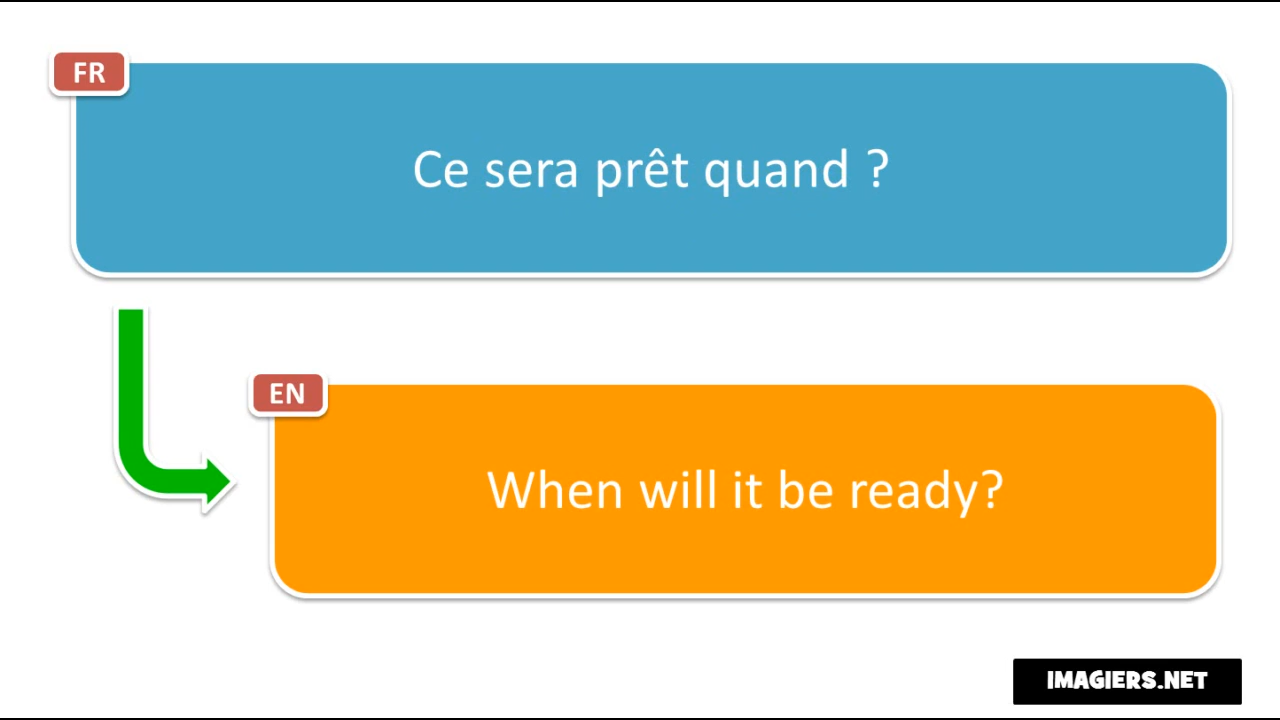 FR
Ce sera prêt quand ?
EN
When will it be ready?
IMAGIERS.NET